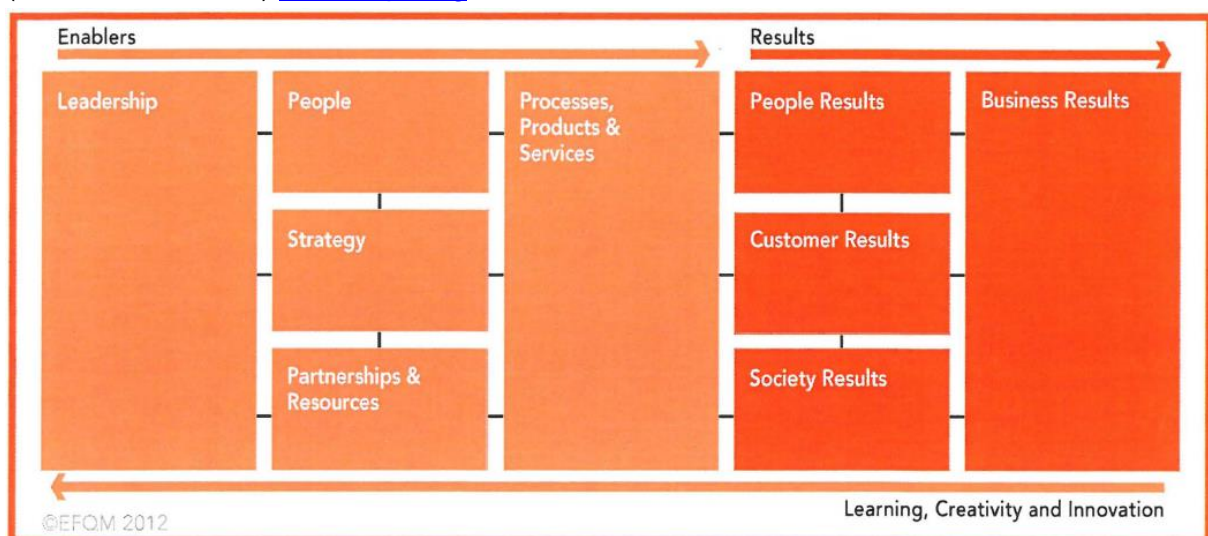 Enablers
Results
Leadership
People
Processes,
Products &
Services
People Results
Business Results
Strategy
Customer Results
Partnerships &
Resources
Society Results
Learning, Creativity and Innovation
©EFQM 2012